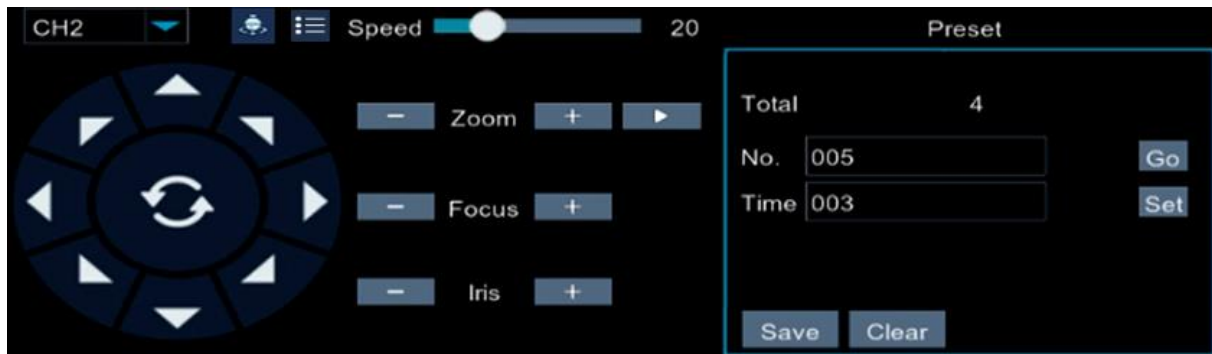 CH2 Speed 20 Preset
Total 4
Zoom
No. 005 Go
Focus Time 003 Set
Iris
Save Clear